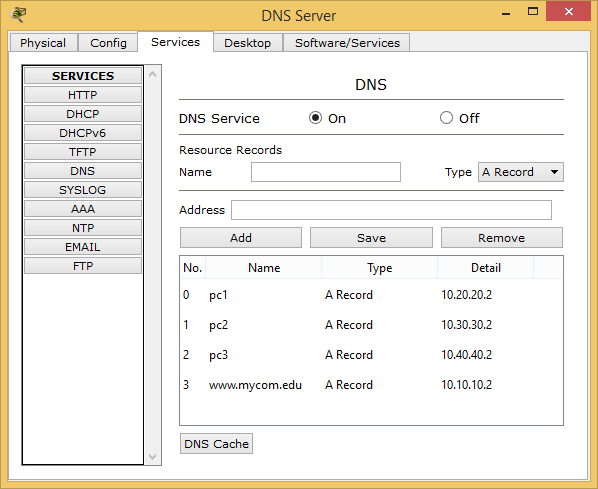 DNS Server
Physical Config Services Desktop Software/Services
SERVICES
HTTP
DHCP
DHCPv6
TFTP
DNS
SYSLOG
AAA
NTP
EMAIL
FTP
DNS
DNS Service On Off
Resource Records
Name Type A Record
Address
Add Save Remove
No. Name Type Detail
0 pc1 A Record 10.20.20.2
1 pc2 A Record 10.30.30.2
2 pc3 A Record 10.40.40.2
3 www.mycom.edu A Record 10.10.10.2
DNS Cache